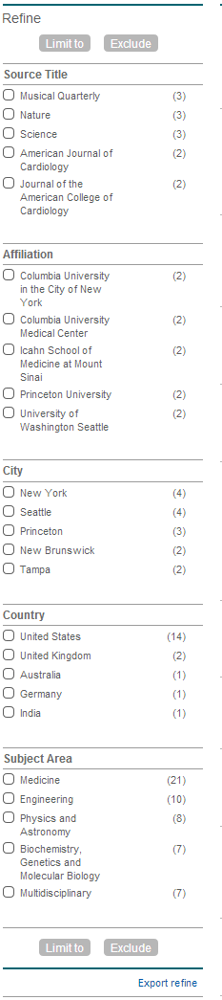 Refine
Limit to Exclude
Source Title
Musical Quarterly (3)
Nature (3)
Science (3)
American Journal of (2)
Cardiology
Journal of the (2)
American College of
Cardiology
Affiliation
Columbia University (2)
in the City of New
York
Columbia University (2)
Medical Center
Icahn School of (2)
Medicine at Mount
Sinai
Princeton University (2)
University of (2)
Washington Seattle
City
New York (4)
Seattle (4)
Princeton (3)
New Brunswick (2)
Tampa (2)
Country
United States (14)
United Kingdom (2)
Australia (1)
Germany (1)
India (1)
Subject Area
Medicine (21)
Engineering (10)
Physics and (8)
Astronomy
Biochemistry, (7)
Genetics and
Molecular Biology
Multidisciplinary (7)
Limit to Exclude
Export refine